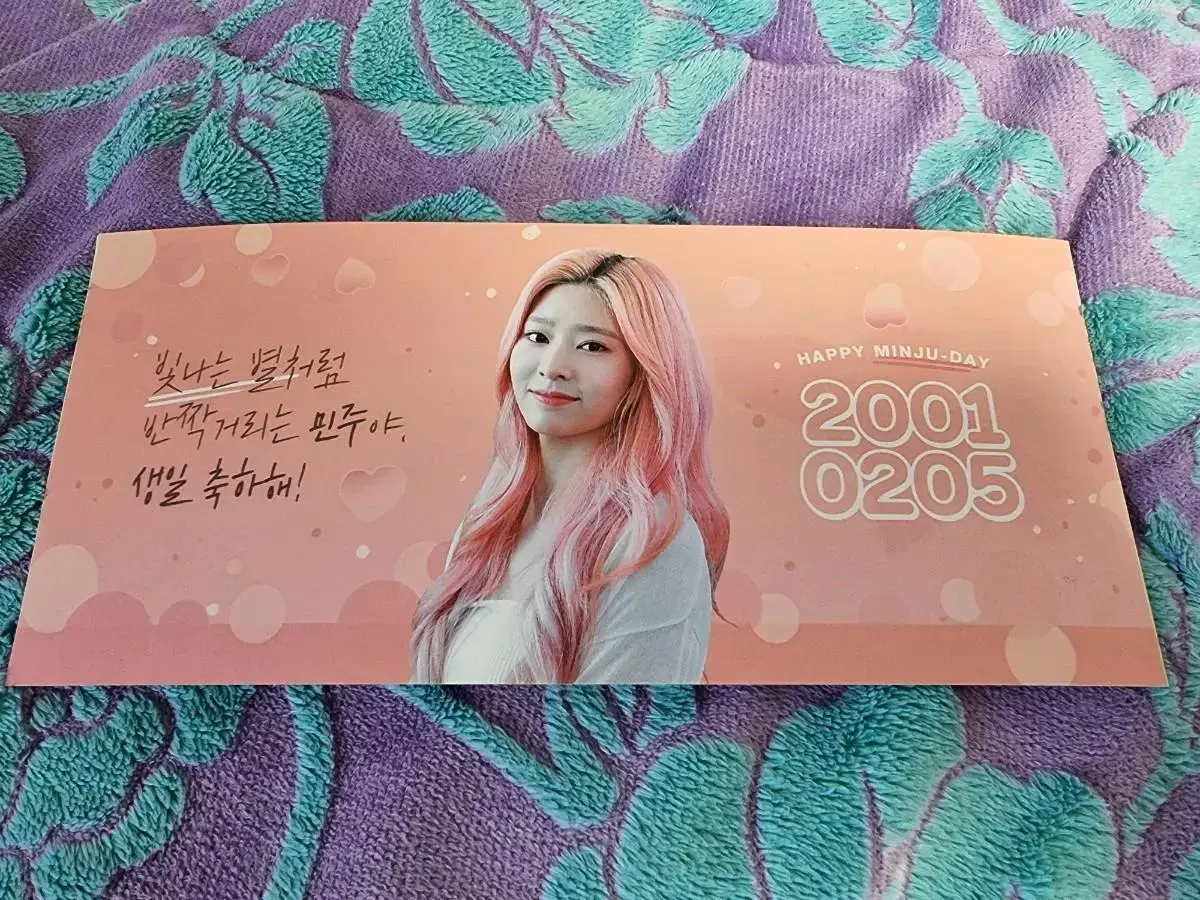 빛나는 별처럼
반짝거리는 민주야,
생일 축하해!
HAPPY MINJU-DAY
2001
0205